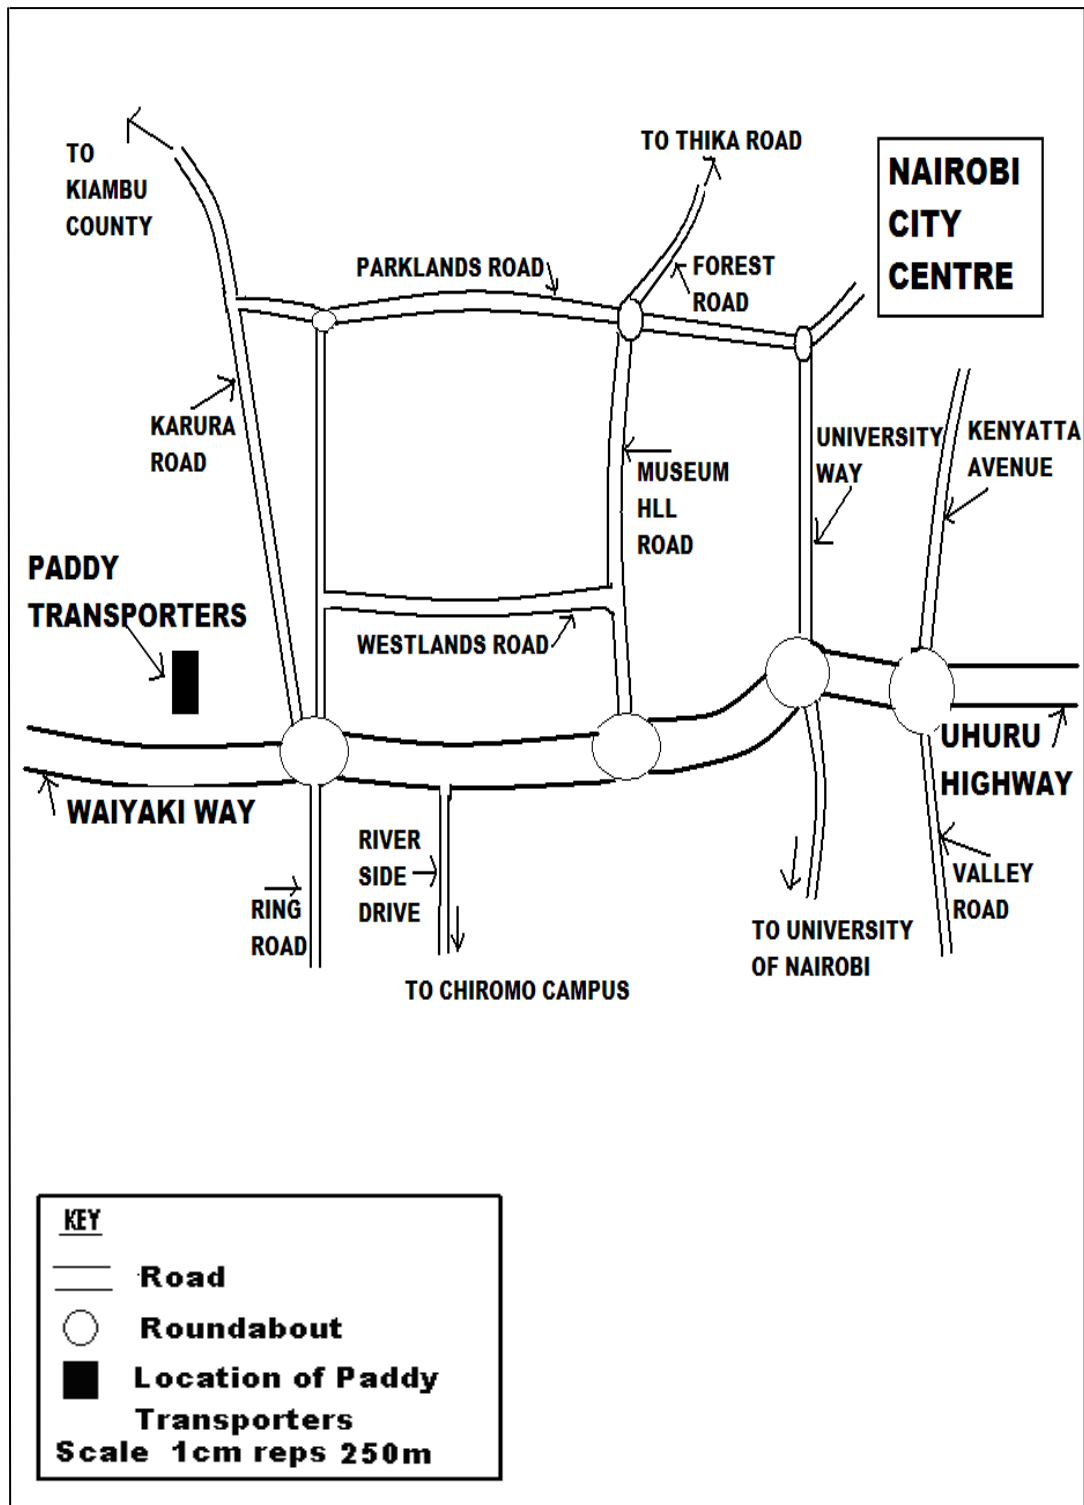 TO
KIAMBU
COUNTY
TO THIKA ROAD
NAIROBI
CITY
CENTRE
PARKLANDS ROAD
FOREST
ROAD
KARURA
ROAD
UNIVERSITY
WAY
KENYATTA
AVENUE
MUSEUM
HLL
ROAD
PADDY
TRANSPORTERS
WESTLANDS ROAD
UHURU
HIGHWAY
WAIYAKI WAY
RIVER
SIDE
DRIVE
RING
ROAD
VALLEY
ROAD
TO UNIVERSITY
OF NAIROBI
TO CHIROMO CAMPUS
KEY
Road
Roundabout
Location of Paddy
Transporters
Scale 1cm reps 250m